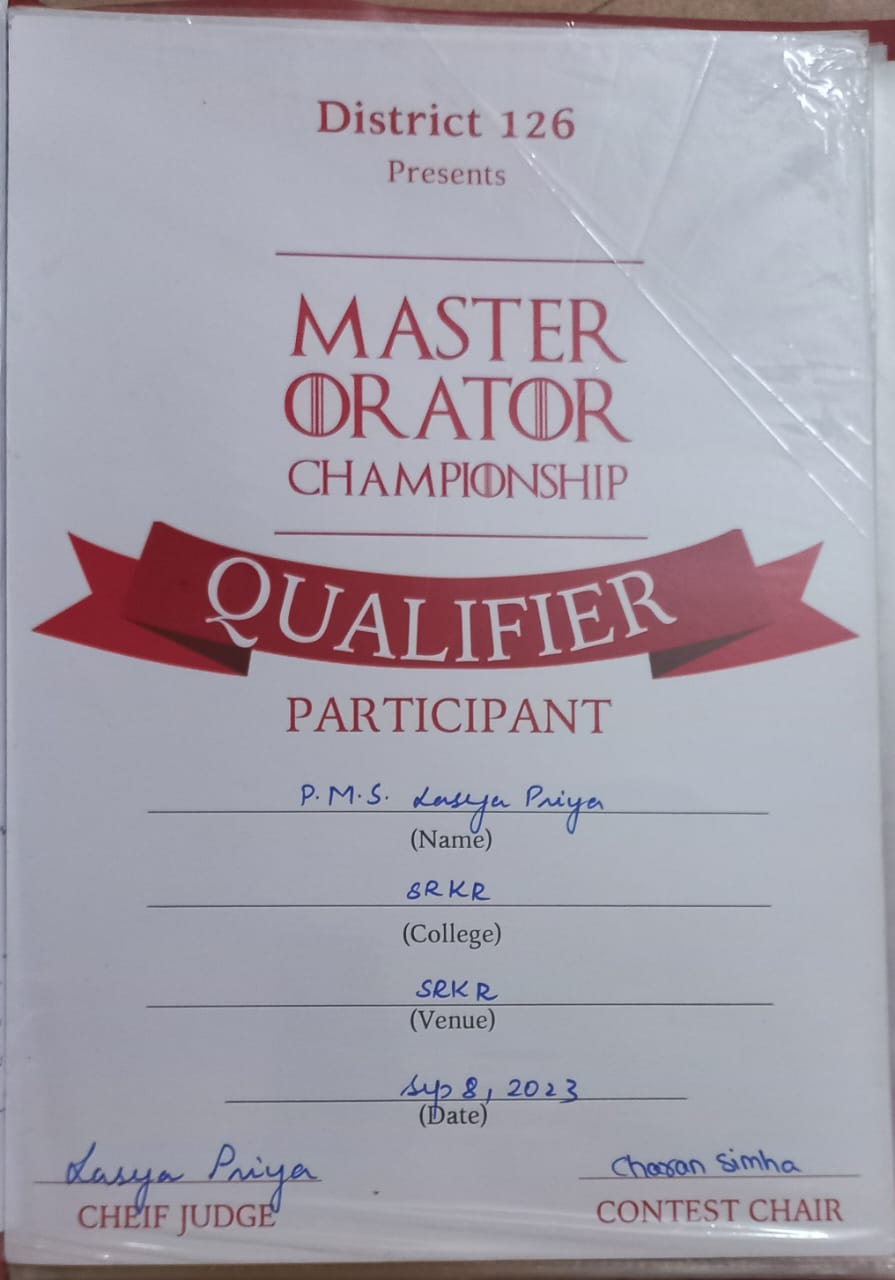 District 126
Presents
MASTER
ORATOR
CHAMPIONSHIP
QUALIFIER
PARTICIPANT
P.M.S. Lasya Priya
(Name)
SRKR
(College)
SRKR
(Venue)
Sep 8, 2023
(Date)
Lasya Priya
Charan Simha
CHEIF JUDGE
CONTEST CHAIR